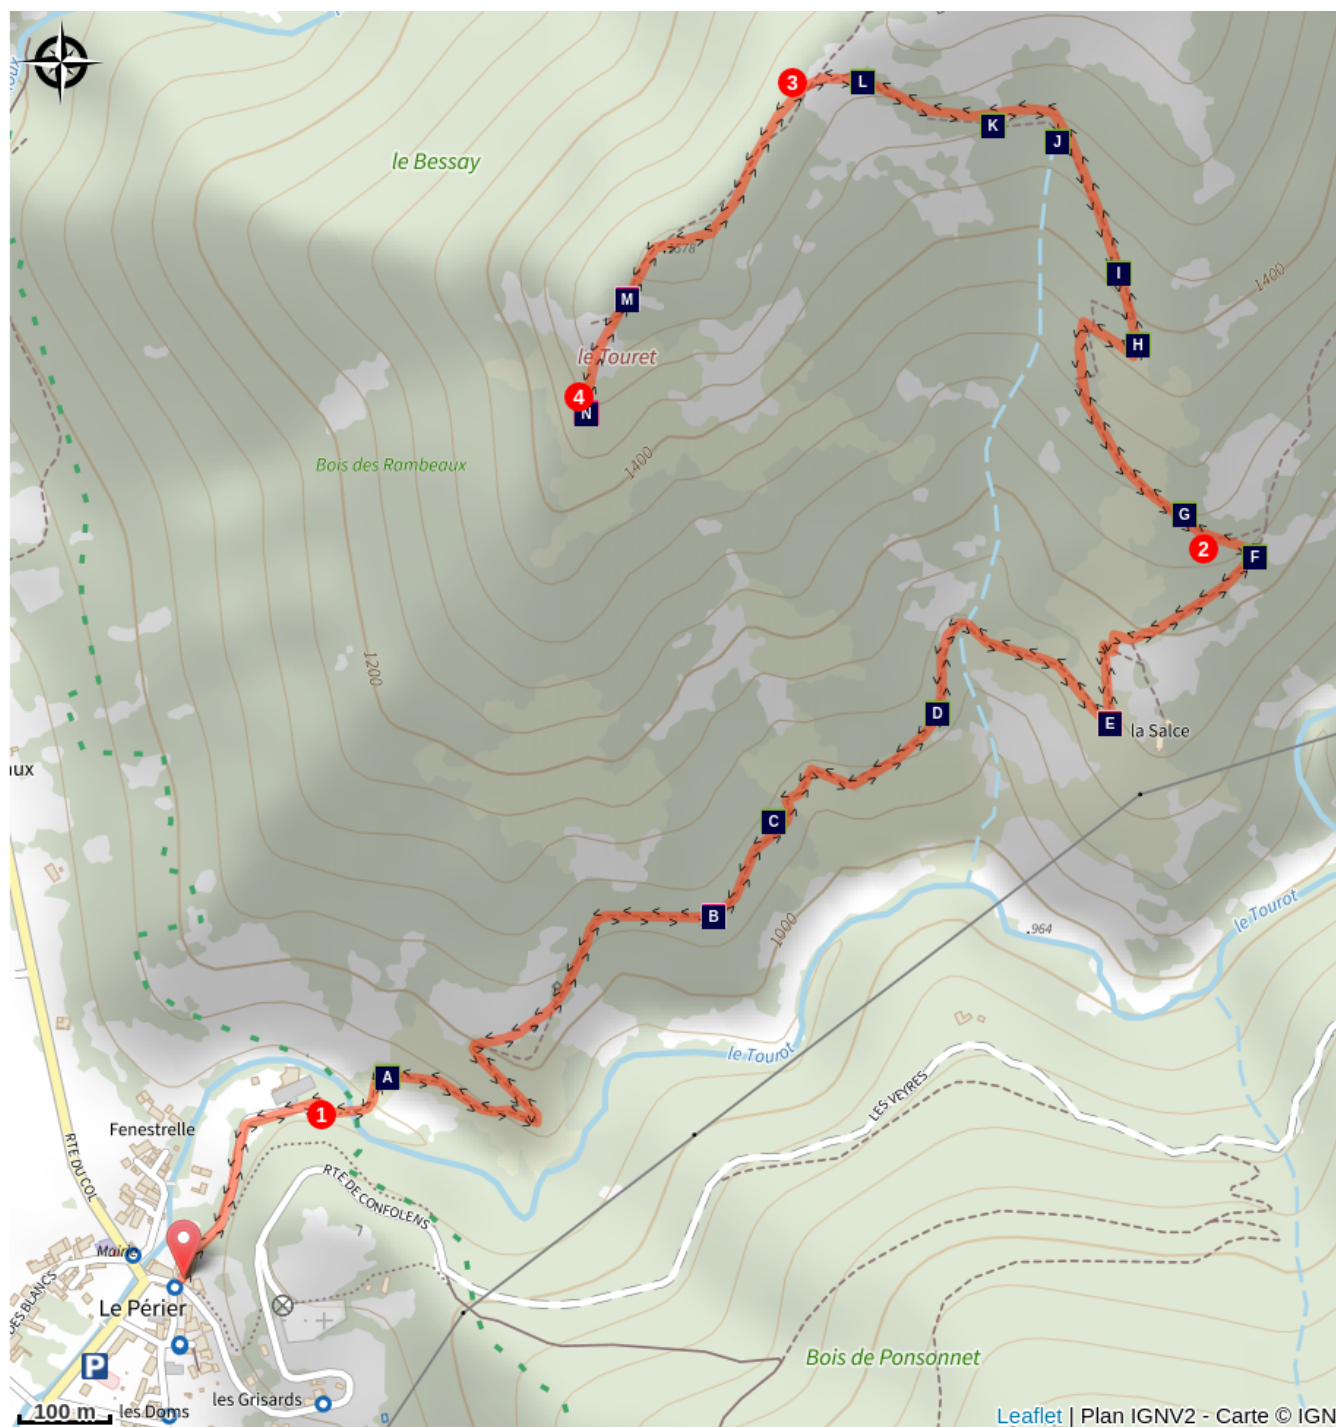 3
L
K
J
le Bessay
I
1400
M
H
le Touret
4
N
1400
Bois des Rambeaux
G
2
F
1200
D
E
la Salce
aux
C
B
1000
le Tourot
.964
le Tourot
A
LES VEYRES
1
Fenestrelle
RTE DU COL
RTE DE CONFOLENS
Mairie
DES BLANCS
Le Périer
Bois de Ponsonnet
P
les Grisards
100 m
les Doms
Leaflet | Plan IGNV2 - Carte © IGN